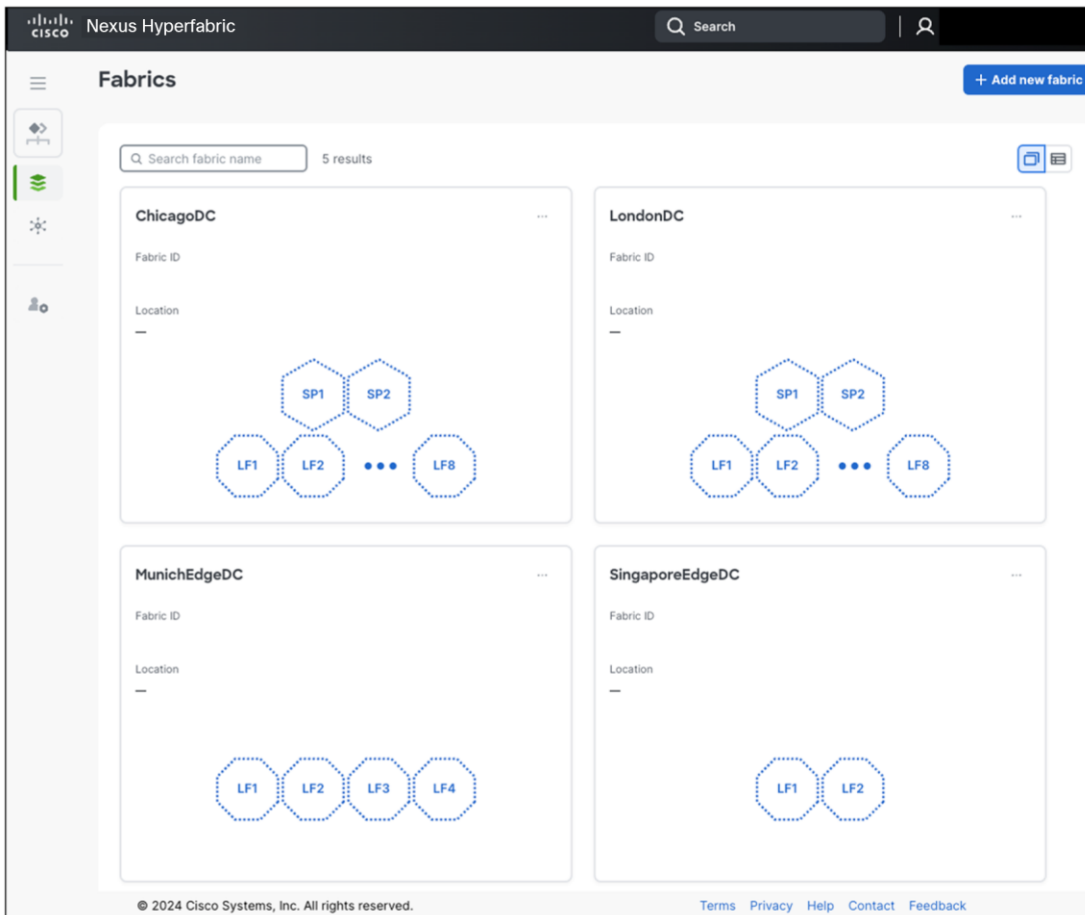 CISCO Nexus Hyperfabric Search
Fabrics
+ Add new fabric
Search fabric name 5 results
ChicagoDC ...
Fabric ID
Location
—
SP1 SP2
LF1 LF2 ••• LF8
LondonDC ...
Fabric ID
Location
—
SP1 SP2
LF1 LF2 ••• LF8
MunichEdgeDC ...
Fabric ID
Location
—
LF1 LF2 LF3 LF4
SingaporeEdgeDC ...
Fabric ID
Location
—
LF1 LF2
© 2024 Cisco Systems, Inc. All rights reserved. Terms Privacy Help Contact Feedback